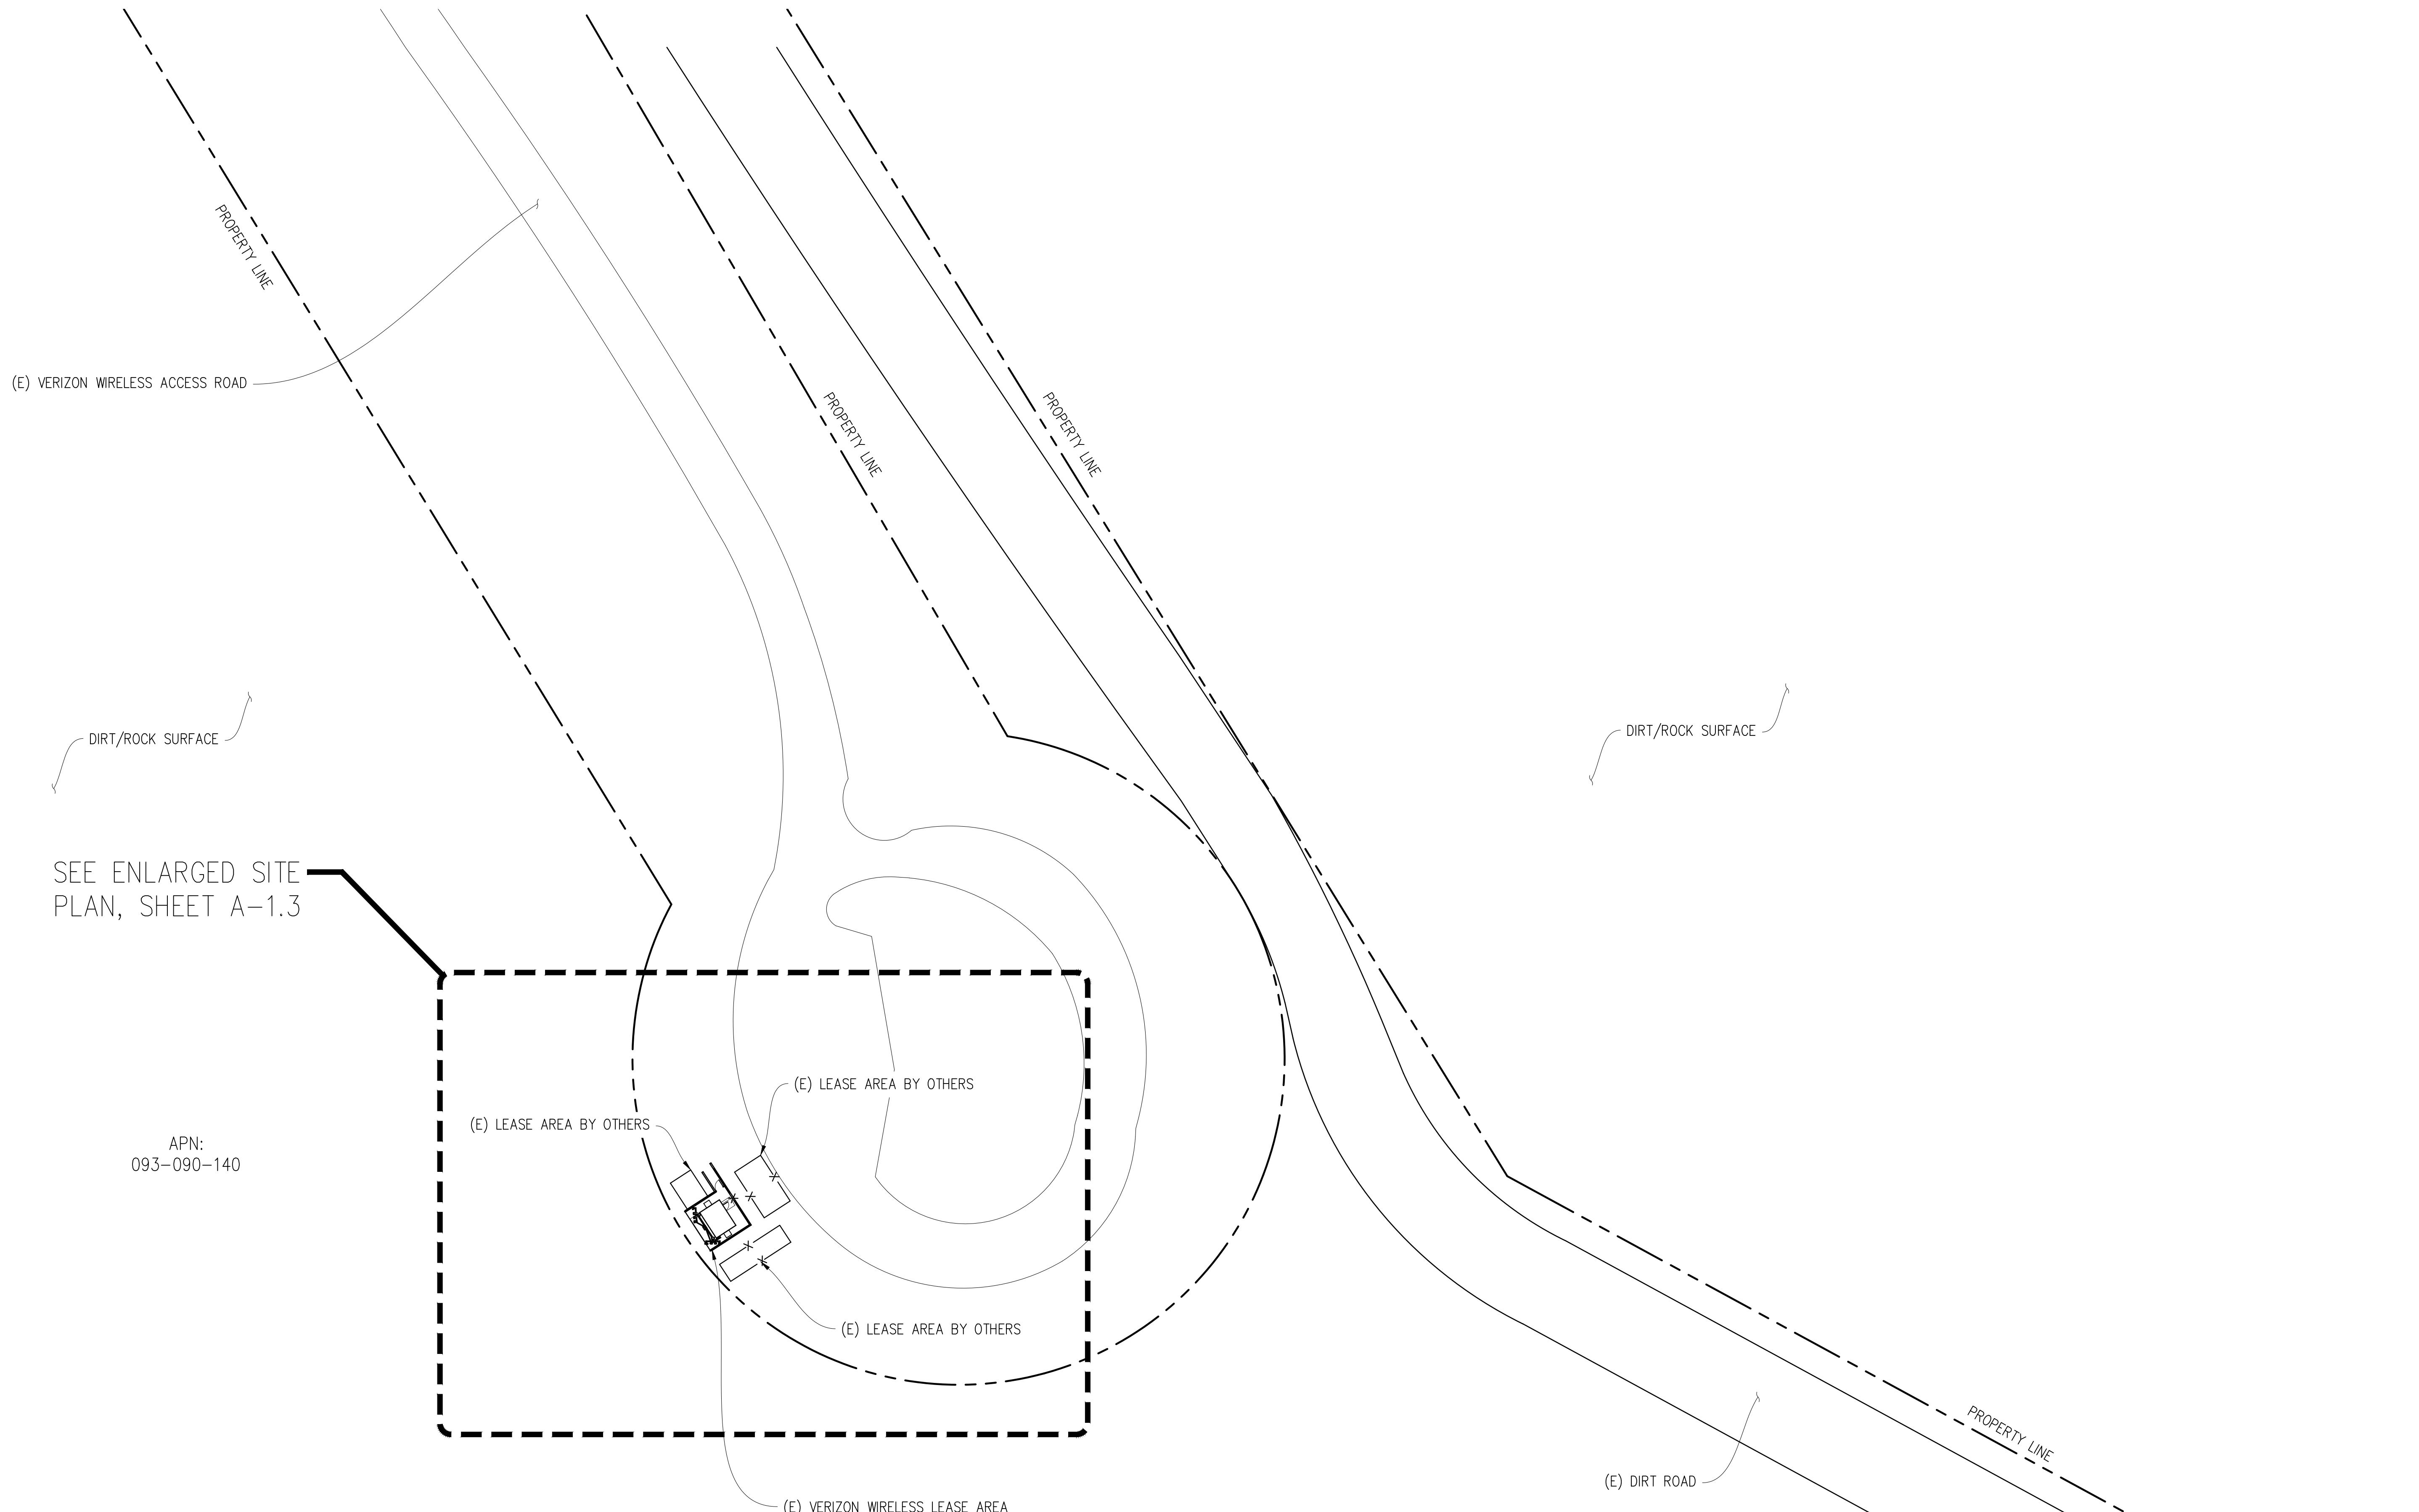 PROPERTY LINE
(E) VERIZON WIRELESS ACCESS ROAD
PROPERTY LINE
PROPERTY LINE
DIRT/ROCK SURFACE
DIRT/ROCK SURFACE
SEE ENLARGED SITE
PLAN, SHEET A-1.3
(E) LEASE AREA BY OTHERS
(E) LEASE AREA BY OTHERS
APN:
093-090-140
(E) LEASE AREA BY OTHERS
PROPERTY LINE
(E) DIRT ROAD
(E) VERIZON WIRELESS LEASE AREA